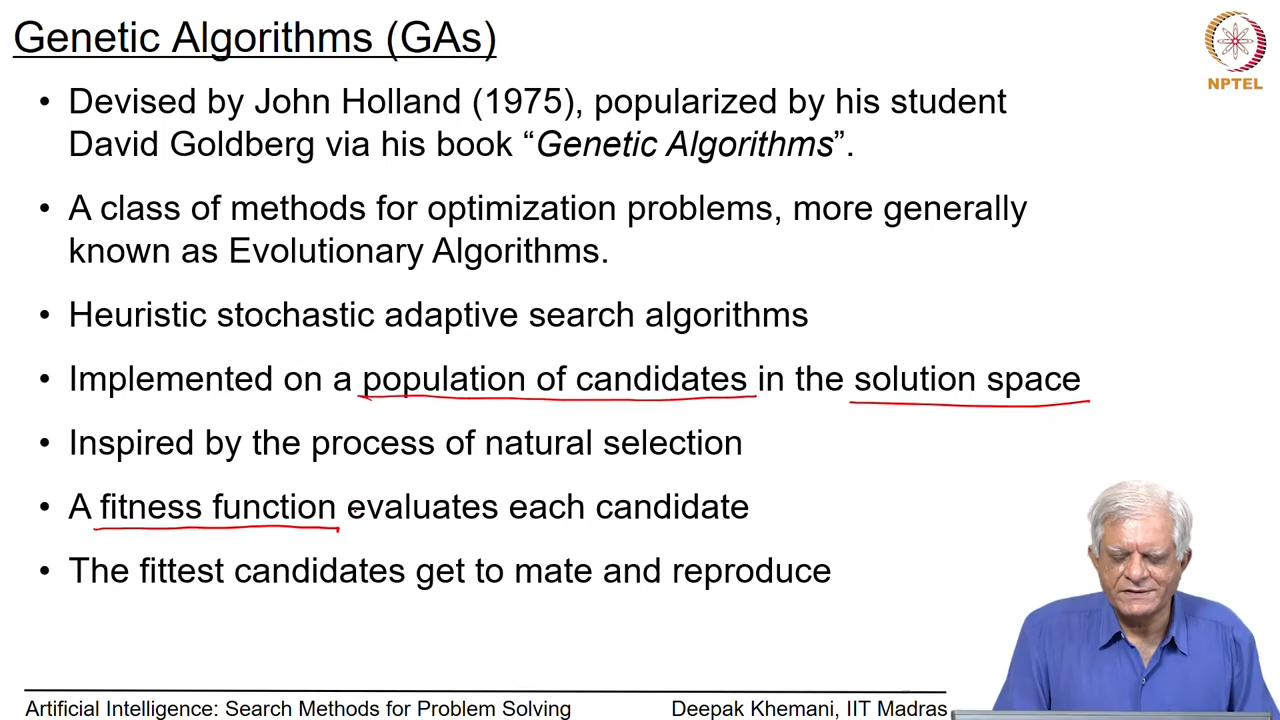 Genetic Algorithms (GAs)
NPTEL
• Devised by John Holland (1975), popularized by his student
David Goldberg via his book “Genetic Algorithms”.
• A class of methods for optimization problems, more generally
known as Evolutionary Algorithms.
• Heuristic stochastic adaptive search algorithms
• Implemented on a population of candidates in the solution space
• Inspired by the process of natural selection
• A fitness function evaluates each candidate
• The fittest candidates get to mate and reproduce
Artificial Intelligence: Search Methods for Problem Solving
Deepak Khemani, IIT Madras